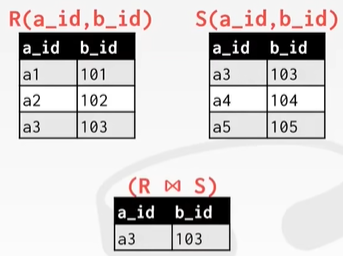 R(a_id,b_id)
a_id b_id
a1 101
a2 102
a3 103
S(a_id,b_id)
a_id b_id
a3 103
a4 104
a5 105
(R ⋈ S)
a_id b_id
a3 103